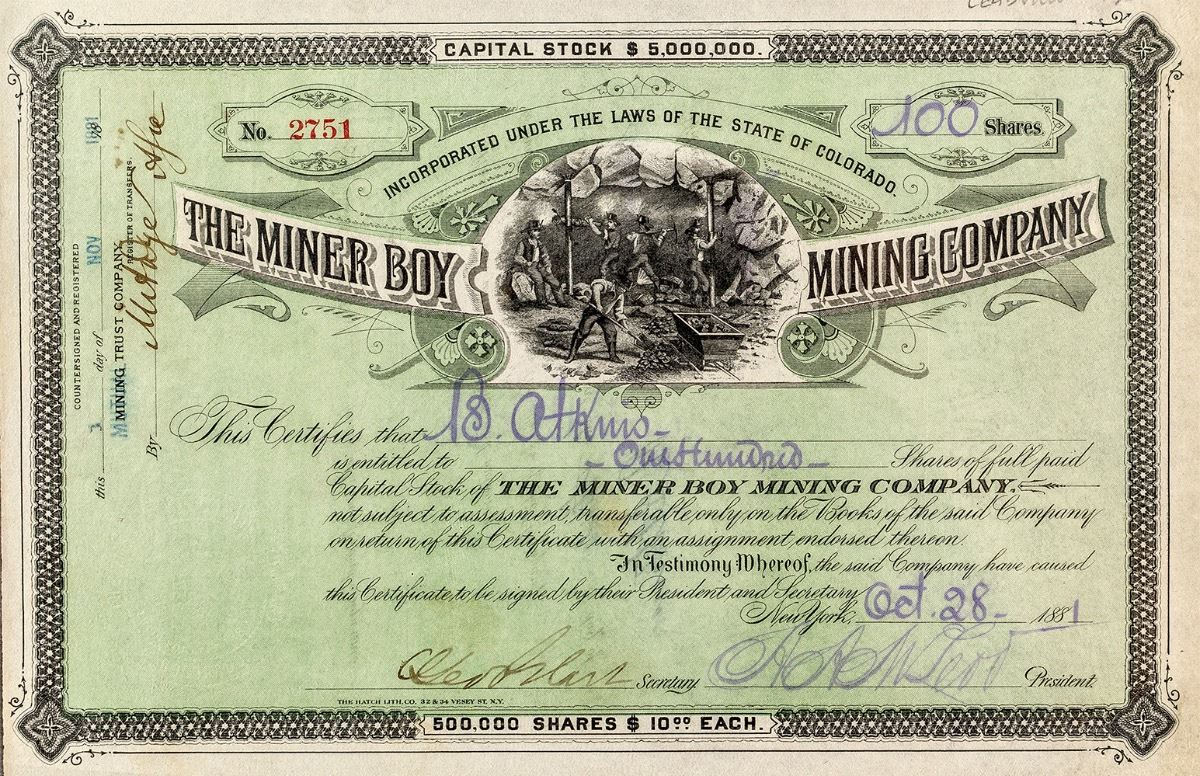 CAPITAL STOCK $ 5,000,000.
No. 2751
INCORPORATED UNDER THE LAWS OF THE STATE OF COLORADO.
100 Shares.
THE MINER BOY
MINING COMPANY
This Certifies that B. Atkins
is entitled to One Hundred Shares of full paid
Capital Stock of THE MINER BOY MINING COMPANY,
not subject to assessment, transferable only on the Books of the said Company
on return of this Certificate with an assignment endorsed thereon.
In Testimony Whereof, the said Company have caused
this Certificate to be signed by their President and Secretary
New York, Oct. 28 1881
Secretary
President.
THE HATCH LITH. CO. 32 & 34 VESEY ST. N.Y.
500,000 SHARES $ 10.00 EACH.
COUNTERSIGNED AND REGISTERED
this 3 day of NOV 1881
MINING TRUST COMPANY,
REGISTER OF TRANSFERS.
By